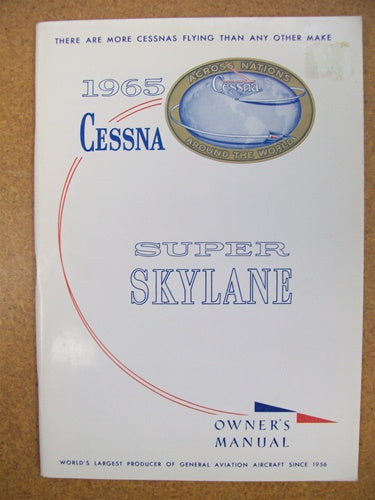 THERE ARE MORE CESSNAS FLYING THAN ANY OTHER MAKE
1965
CESSNA
ACROSS NATIONS
Cessna
AROUND THE WORLD
SUPER
SKYLANE
OWNER'S
MANUAL
WORLD'S LARGEST PRODUCER OF GENERAL AVIATION AIRCRAFT SINCE 1956